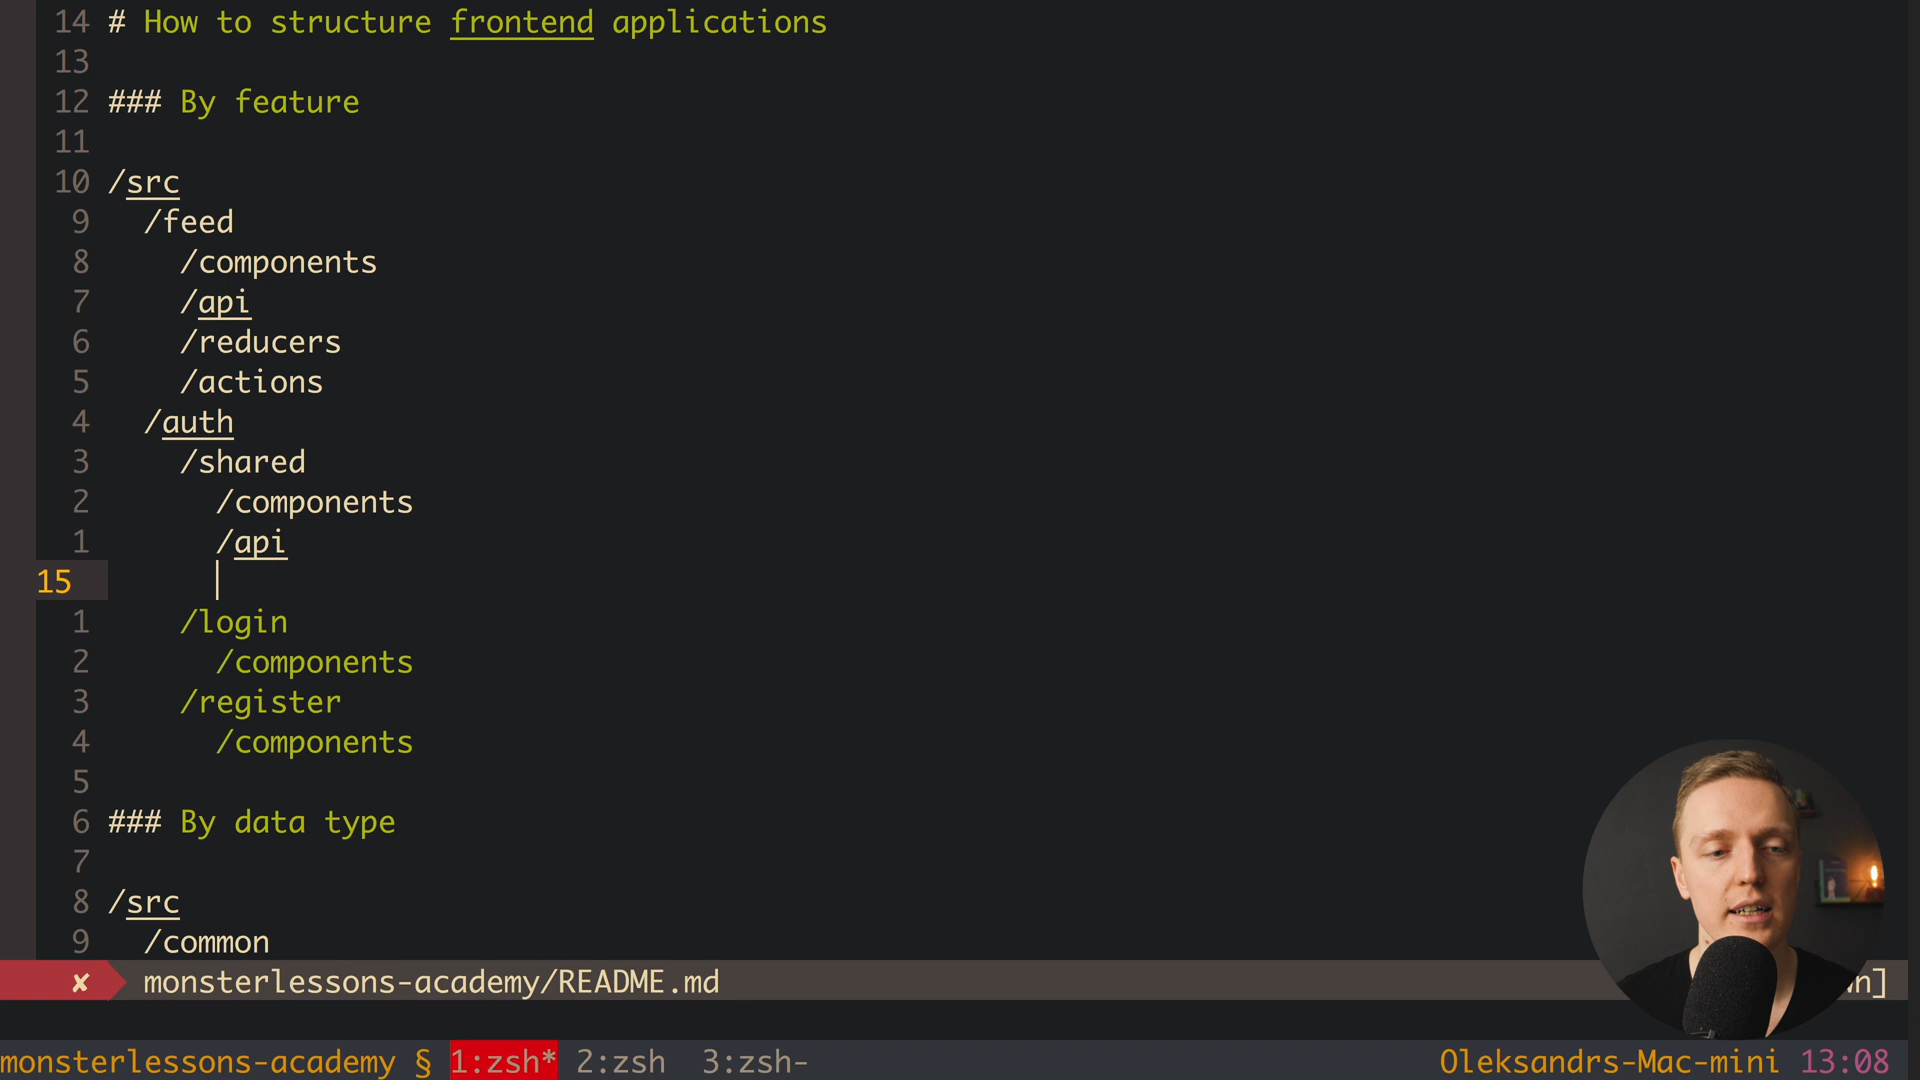 14 # How to structure frontend applications
13
12 ### By feature
11
10 /src
9 /feed
8 /components
7 /api
6 /reducers
5 /actions
4 /auth
3 /shared
2 /components
1 /api
15
1 /login
2 /components
3 /register
4 /components
5
6 ### By data type
7
8 /src
9 /common
✘ monsterlessons-academy/README.md
monsterlessons-academy § 1:zsh* 2:zsh 3:zsh- Oleksandrs-Mac-mini 13:08